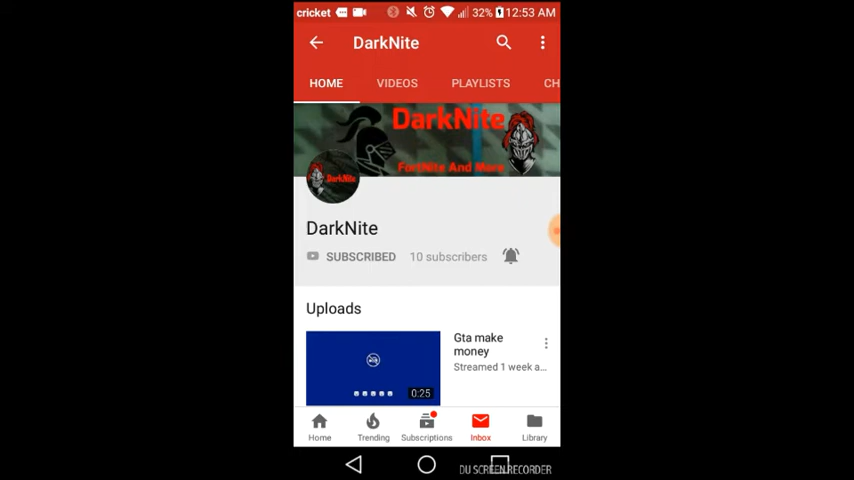 cricket 32% 12:53 AM
DarkNite
HOME VIDEOS PLAYLISTS CH
DarkNite
FortNite And More
DarkNite
DarkNite
SUBSCRIBED 10 subscribers
Uploads
Gta make
money
Streamed 1 week a...
0:25
Home Trending Subscriptions Inbox Library
DU SCREEN RECORDER